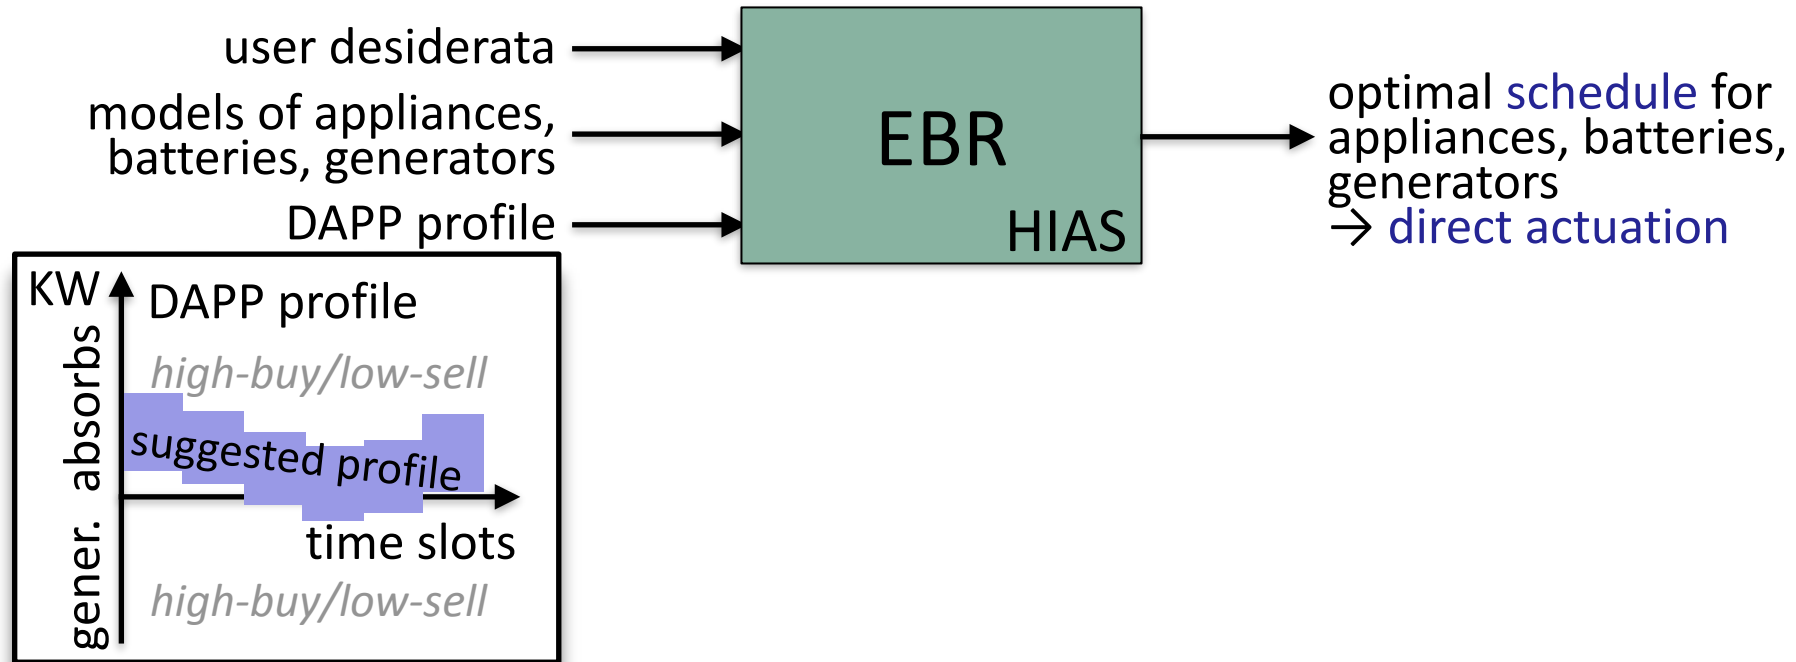 user desiderata
models of appliances,
batteries, generators
DAPP profile
EBR
HIAS
optimal schedule for
appliances, batteries,
generators
→ direct actuation
KW
DAPP profile
absorbs
high-buy/low-sell
suggested profile
time slots
gener.
high-buy/low-sell